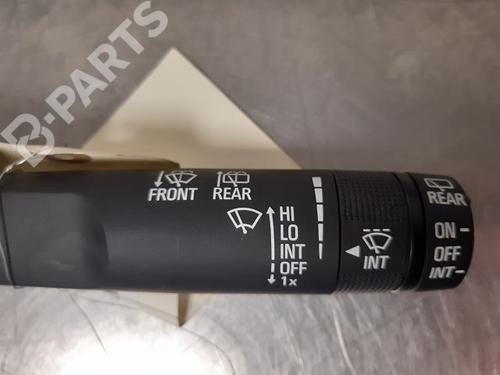 B-PARTS
FRONT REAR
HI
LO
INT
OFF
1x
INT
REAR
ON
OFF
INT